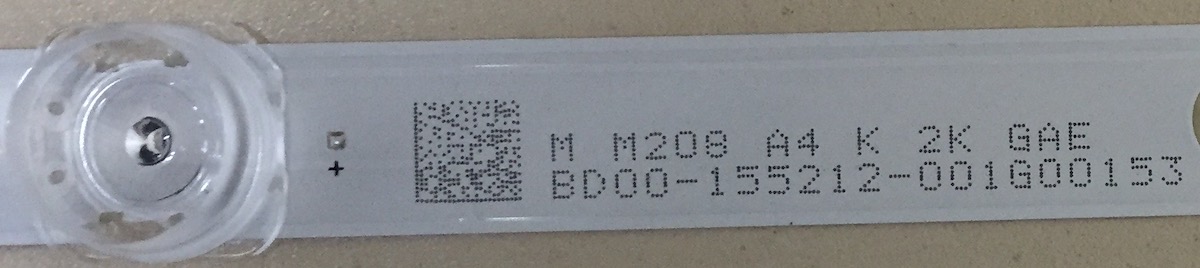 M M208 A4 K 2K GAE
BD00-155212-001G00153
+